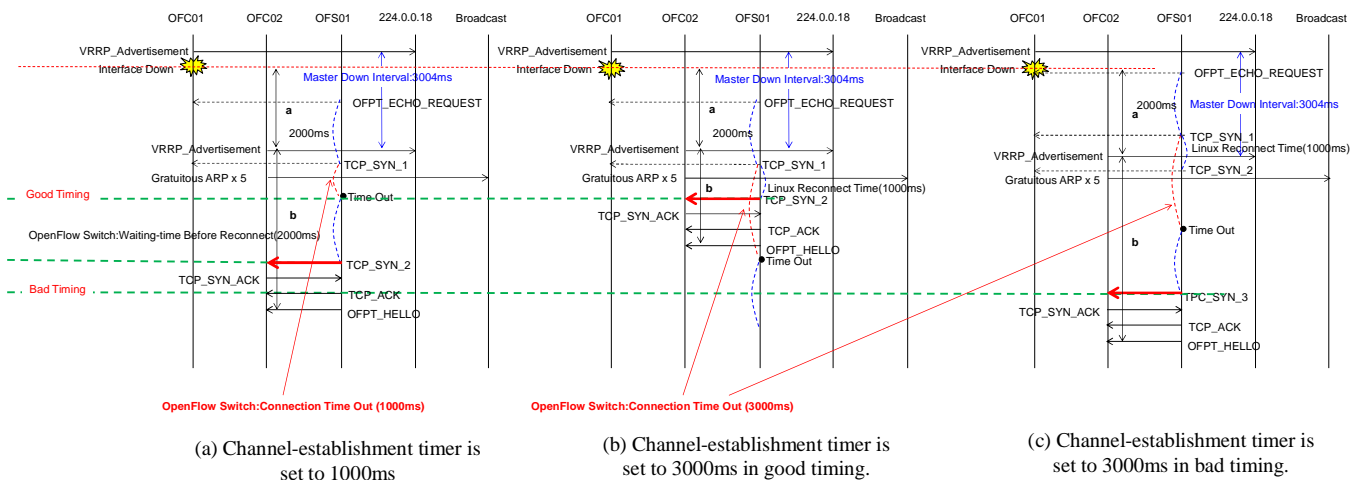 OFC01 OFC02 OFS01 224.0.0.18 Broadcast
VRRP_Advertisement
Interface Down
Master Down Interval:3004ms
a
OFPT_ECHO_REQUEST
2000ms
VRRP_Advertisement
TCP_SYN_1
Gratuitous ARP x 5
Good Timing
Time Out
b
OpenFlow Switch:Waiting-time Before Reconnect(2000ms)
TCP_SYN_2
TCP_SYN_ACK
Bad Timing
TCP_ACK
OFPT_HELLO
OpenFlow Switch:Connection Time Out (1000ms)
(a) Channel-establishment timer is
set to 1000ms
OFC01 OFC02 OFS01 224.0.0.18 Broadcast
VRRP_Advertisement
Interface Down
Master Down Interval:3004ms
a
OFPT_ECHO_REQUEST
2000ms
VRRP_Advertisement
TCP_SYN_1
Gratuitous ARP x 5
b
Linux Reconnect Time(1000ms)
TCP_SYN_2
TCP_SYN_ACK
TCP_ACK
OFPT_HELLO
Time Out
OpenFlow Switch:Connection Time Out (3000ms)
(b) Channel-establishment timer is
set to 3000ms in good timing.
OFC01 OFC02 OFS01 224.0.0.18 Broadcast
VRRP_Advertisement
Interface Down
OFPT_ECHO_REQUEST
Master Down Interval:3004ms
2000ms
a
TCP_SYN_1
Linux Reconnect Time(1000ms)
VRRP_Advertisement
TCP_SYN_2
Gratuitous ARP x 5
Time Out
b
TPC_SYN_3
TCP_SYN_ACK
TCP_ACK
OFPT_HELLO
(c) Channel-establishment timer is
set to 3000ms in bad timing.